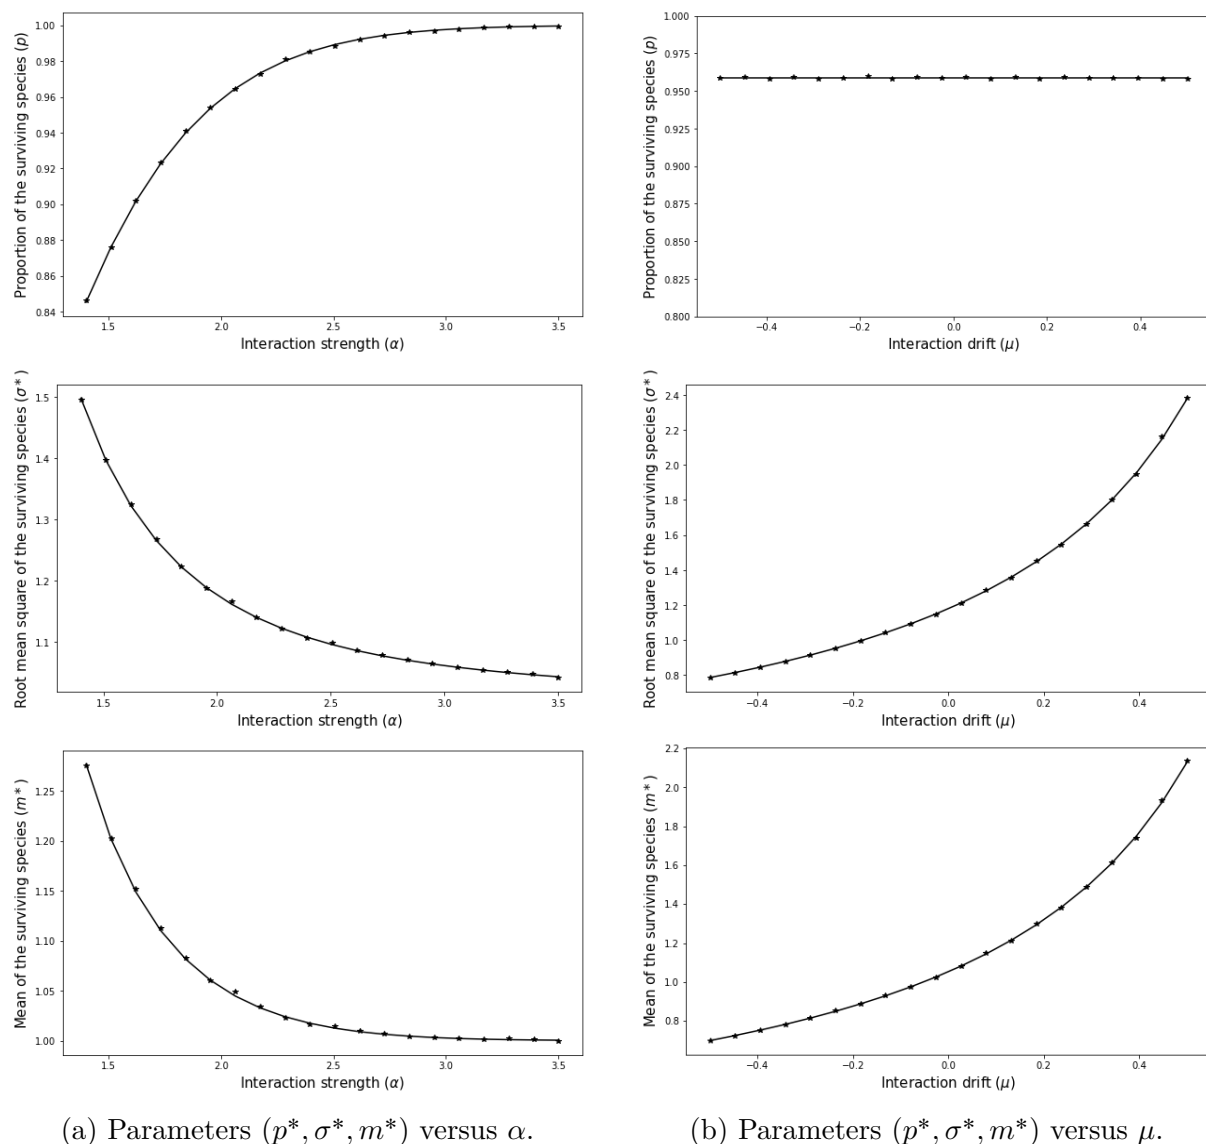 Proportion of the surviving species (p)
1.00
0.98
0.96
0.94
0.92
0.90
0.88
0.86
0.84
1.5 2.0 2.5 3.0 3.5
Interaction strength (α)
Proportion of the surviving species (p)
1.000
0.975
0.950
0.925
0.900
0.875
0.850
0.825
0.800
−0.4 −0.2 0.0 0.2 0.4
Interaction drift (μ)
Root mean square of the surviving species (σ*)
1.5
1.4
1.3
1.2
1.1
1.5 2.0 2.5 3.0 3.5
Interaction strength (α)
Root mean square of the surviving species (σ*)
2.4
2.2
2.0
1.8
1.6
1.4
1.2
1.0
0.8
−0.4 −0.2 0.0 0.2 0.4
Interaction drift (μ)
Mean of the surviving species (m*)
1.25
1.20
1.15
1.10
1.05
1.00
1.5 2.0 2.5 3.0 3.5
Interaction strength (α)
Mean of the surviving species (m*)
2.2
2.0
1.8
1.6
1.4
1.2
1.0
0.8
−0.4 −0.2 0.0 0.2 0.4
Interaction drift (μ)
(a) Parameters (p*, σ*, m*) versus α.
(b) Parameters (p*, σ*, m*) versus μ.